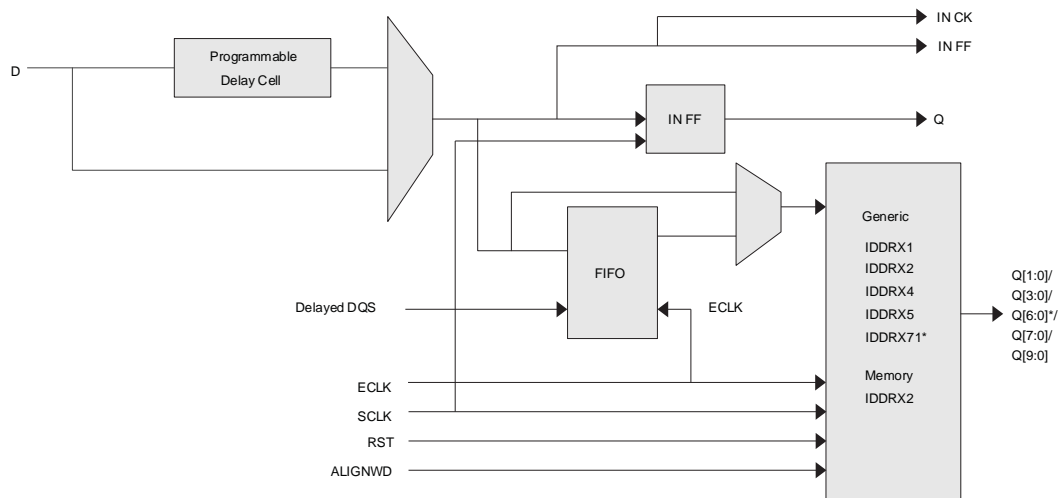 IN CK
IN FF
D
Programmable
Delay Cell
IN FF
Q
Generic
IDDRX1
IDDRX2
IDDRX4
IDDRX5
IDDRX71*
Memory
IDDRX2
FIFO
Delayed DQS
ECLK
Q[1:0]/
Q[3:0]/
Q[6:0]*/
Q[7:0]/
Q[9:0]
ECLK
SCLK
RST
ALIGNWD